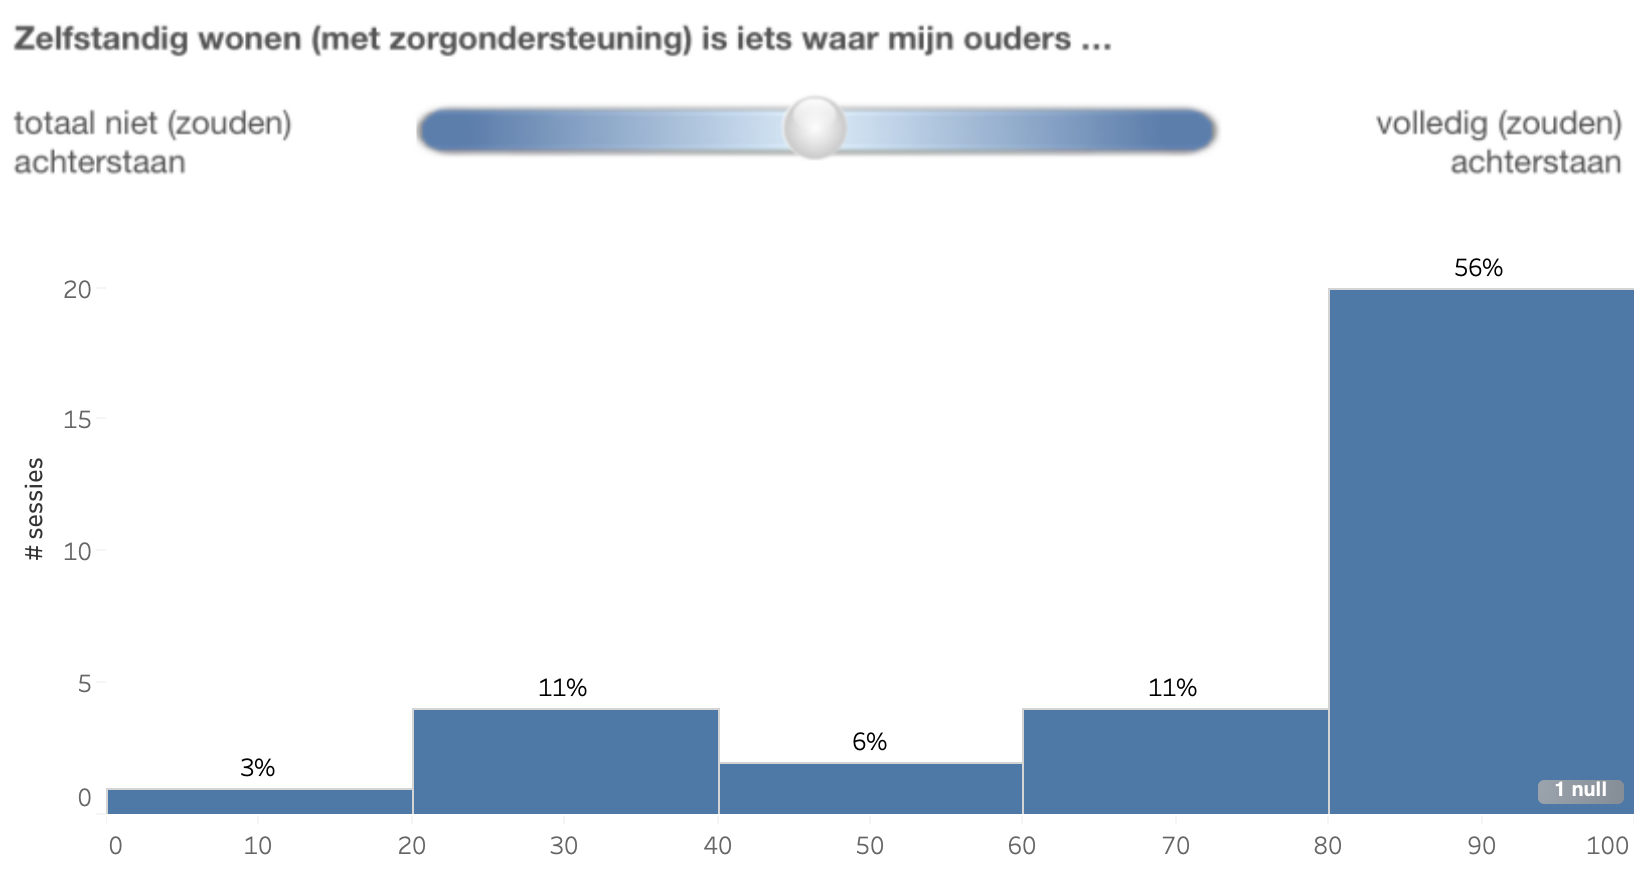 Zelfstandig wonen (met zorgondersteuning) is iets waar mijn ouders ...
totaal niet (zouden)
achterstaan
volledig (zouden)
achterstaan
56%
20
15
# sessies
10
5
11%
11%
6%
3%
0
1 null
0 10 20 30 40 50 60 70 80 90 100